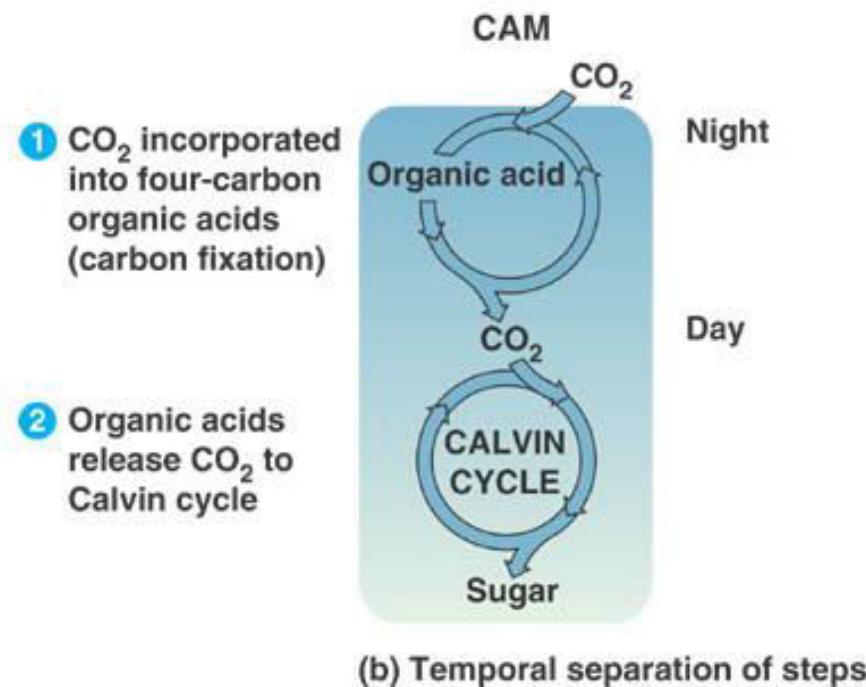 CAM
CO₂
Night
1 CO₂ incorporated
into four-carbon
organic acids
(carbon fixation)
Organic acid
Day
CO₂
2 Organic acids
release CO₂ to
Calvin cycle
CALVIN
CYCLE
Sugar
(b) Temporal separation of steps